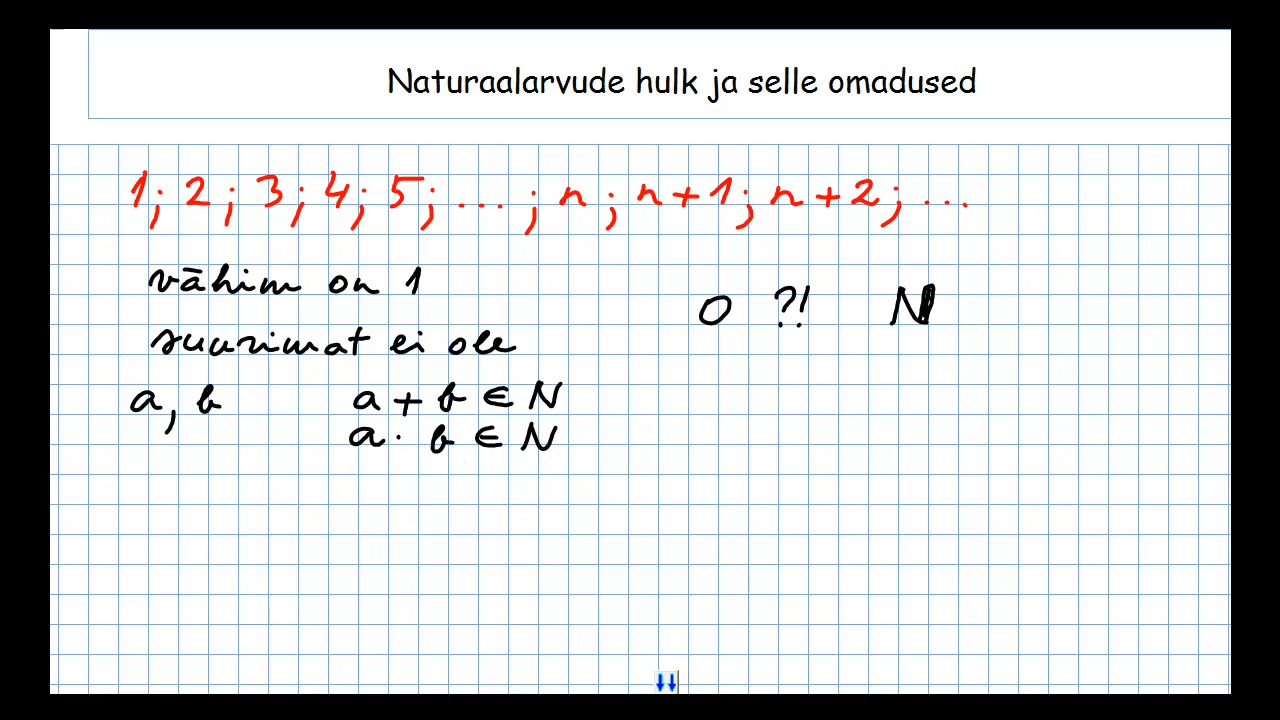 Naturaalarvude hulk ja selle omadused
1; 2; 3; 4; 5; ... ; n; n+1; n+2; ...
vähim on 1
0 ?! N
suurimat ei ole
a, b a + b ∈ N
a · b ∈ N